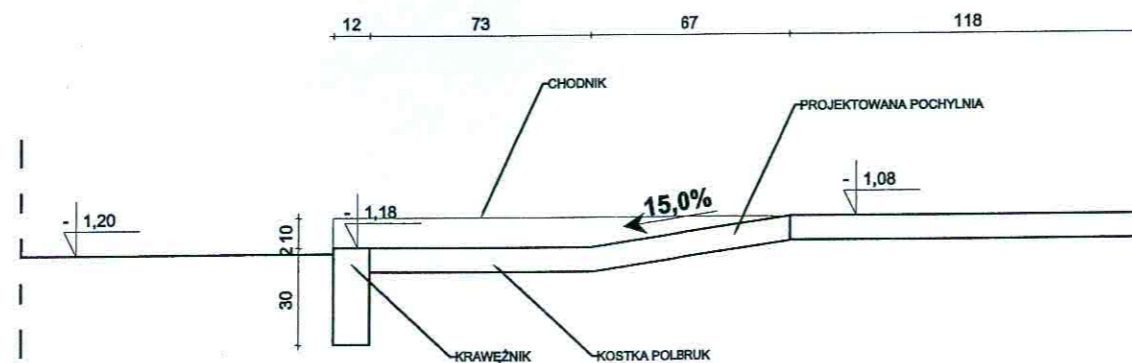 12 73 67 118
CHODNIK
PROJEKTOWANA POCHYLNIA
- 1,08
15,0%
- 1,18
- 1,20
10
2
30
KRAWĘŻNIK
KOSTKA POLBRUK